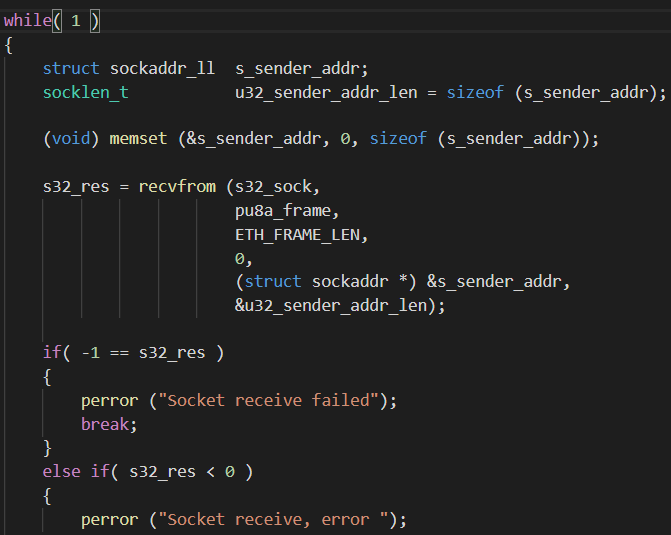 while( 1 )
{
struct sockaddr_ll  s_sender_addr;
socklen_t           u32_sender_addr_len = sizeof (s_sender_addr);
(void) memset (&s_sender_addr, 0, sizeof (s_sender_addr));
s32_res = recvfrom (s32_sock,
pu8a_frame,
ETH_FRAME_LEN,
0,
(struct sockaddr *) &s_sender_addr,
&u32_sender_addr_len);
if( -1 == s32_res )
{
perror ("Socket receive failed");
break;
}
else if( s32_res < 0 )
{
perror ("Socket receive, error ");